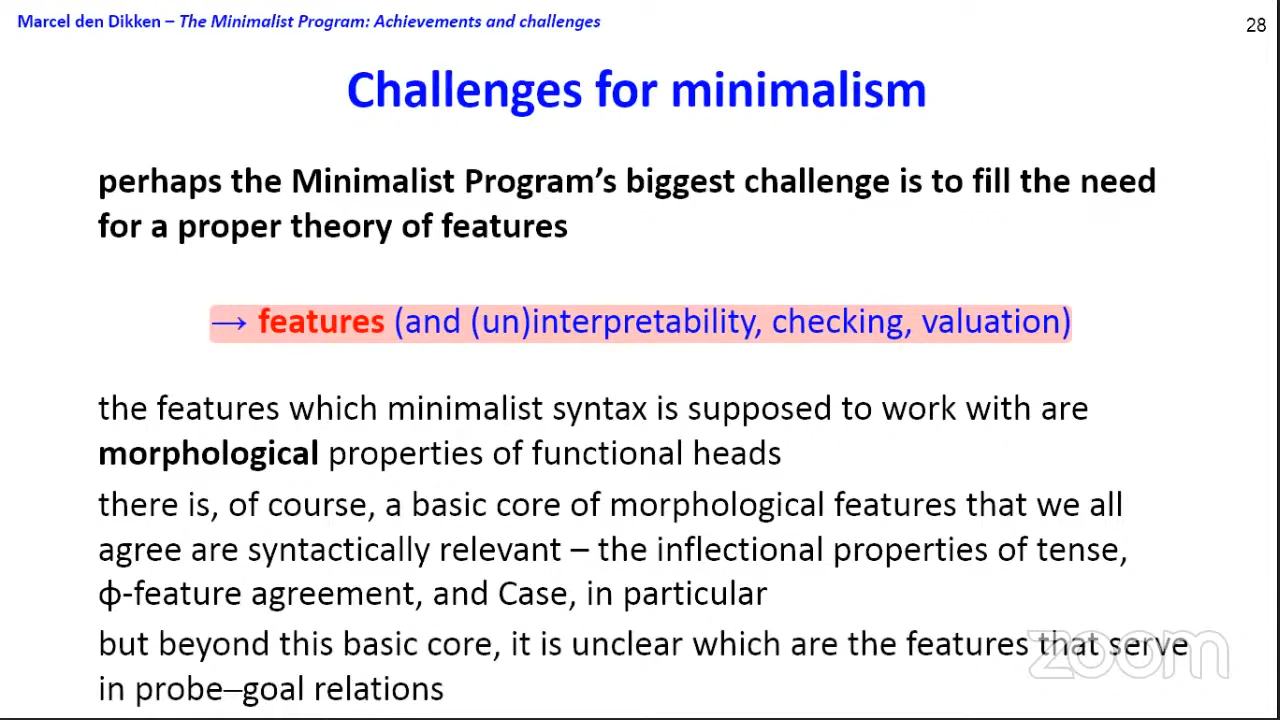 Marcel den Dikken – The Minimalist Program: Achievements and challenges
28
Challenges for minimalism
perhaps the Minimalist Program’s biggest challenge is to fill the need
for a proper theory of features
→ features (and (un)interpretability, checking, valuation)
the features which minimalist syntax is supposed to work with are
morphological properties of functional heads
there is, of course, a basic core of morphological features that we all
agree are syntactically relevant – the inflectional properties of tense,
ϕ-feature agreement, and Case, in particular
but beyond this basic core, it is unclear which are the features that serve
in probe–goal relations
zoom